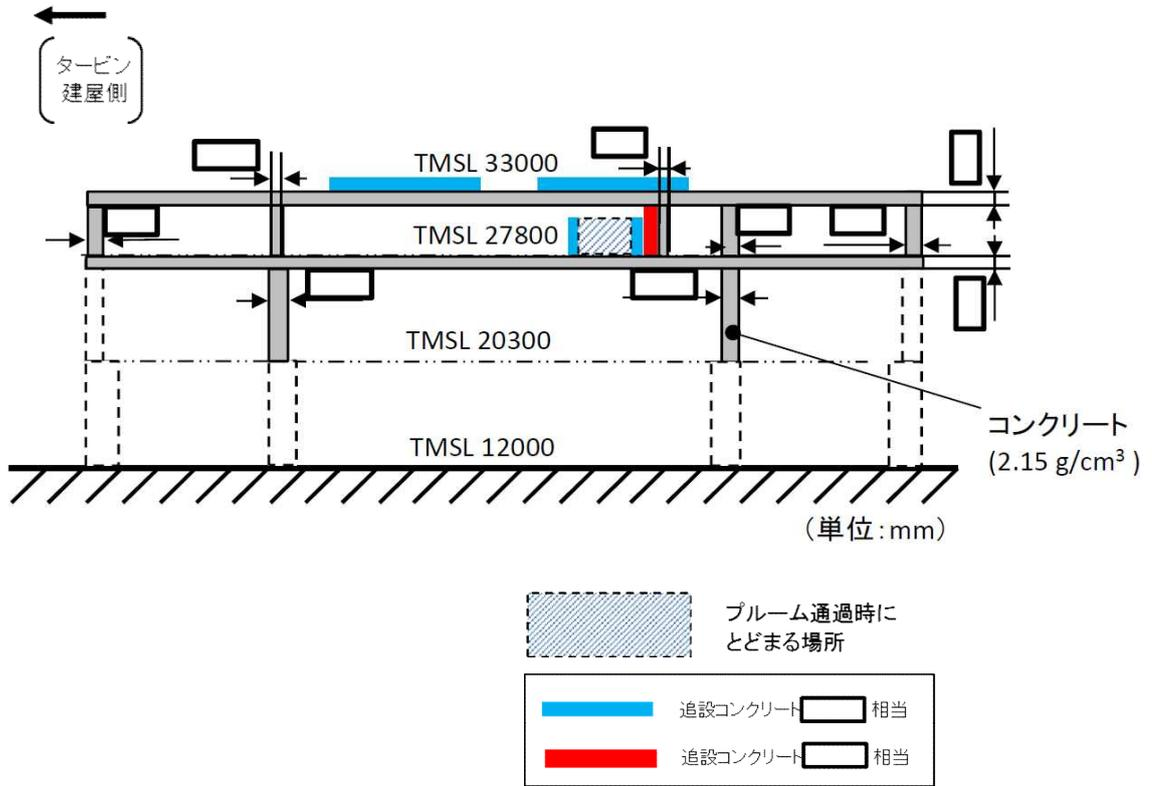 タービン
建屋側
TMSL 33000
TMSL 27800
TMSL 20300
TMSL 12000
コンクリート
(2.15 g/cm³ )
(単位:mm)
プルーム通過時に
とどまる場所
追設コンクリート 相当
追設コンクリート 相当